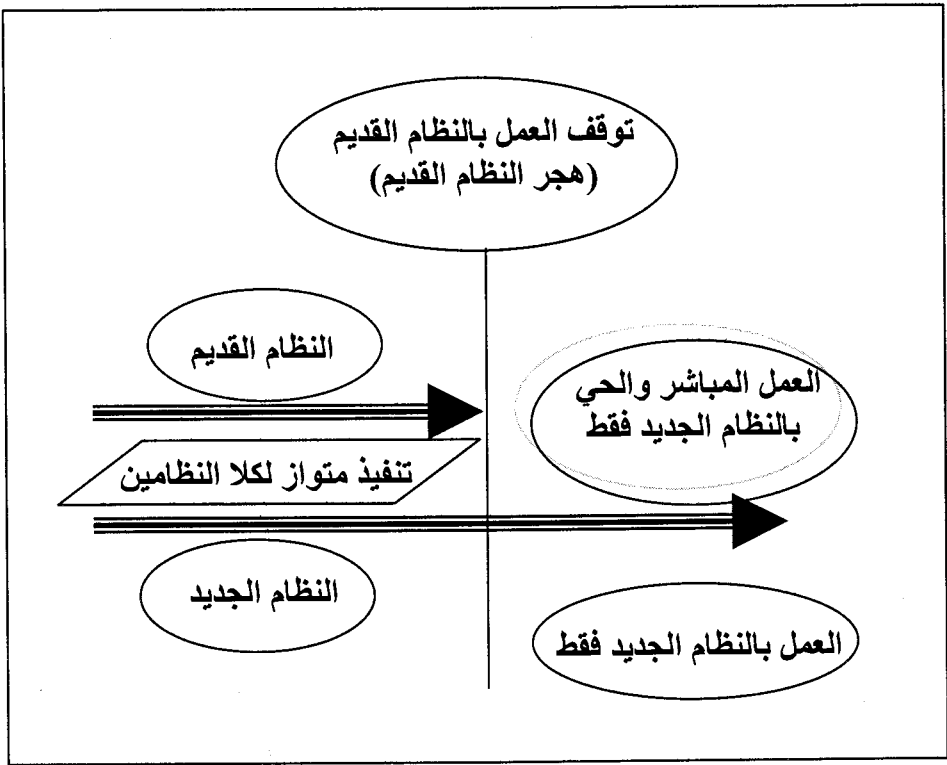 توقف العمل بالنظام القديم
(هجر النظام القديم)
النظام القديم
العمل المباشر والحي
بالنظام الجديد فقط
تنفيذ متواز لكلا النظامين
النظام الجديد
العمل بالنظام الجديد فقط